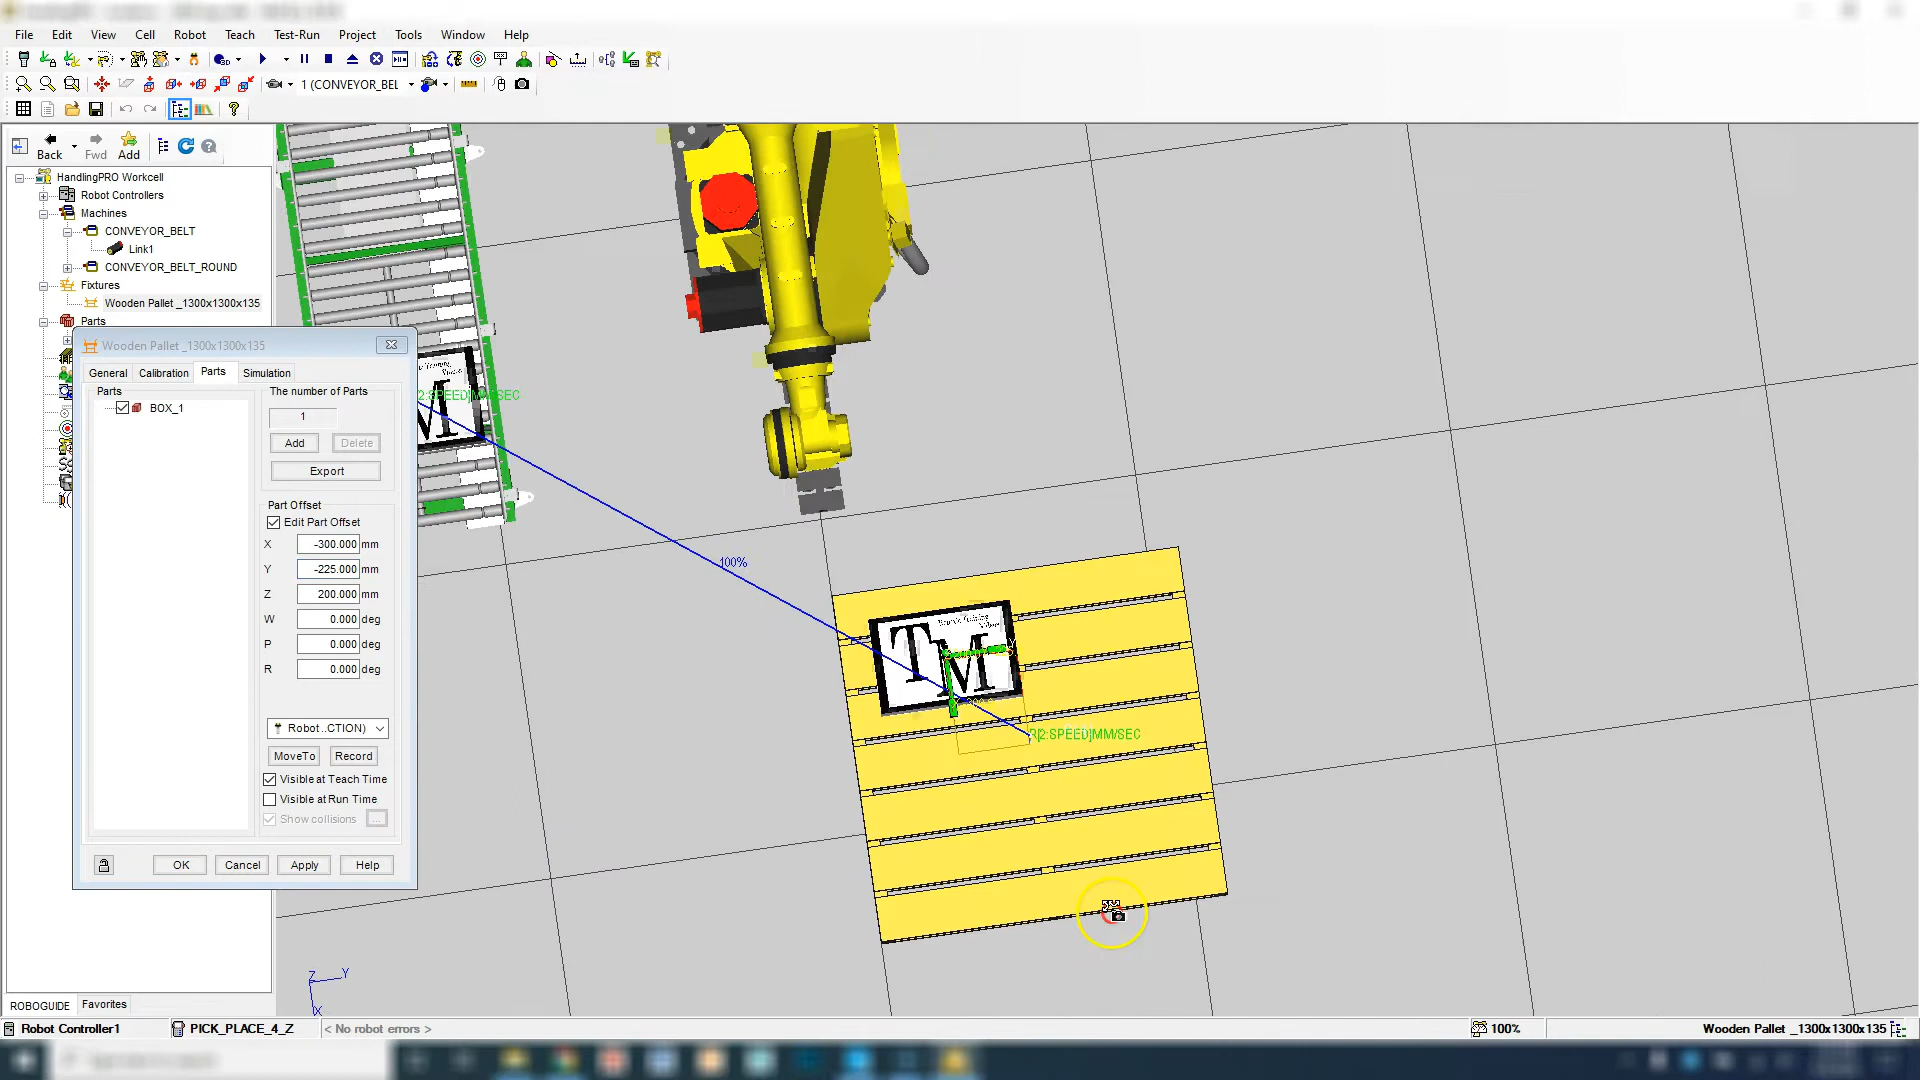 File Edit View Cell Robot Teach Test-Run Project Tools Window Help
1 (CONVEYOR_BEL
Back Fwd Add
HandlingPRO Workcell
Robot Controllers
Machines
CONVEYOR_BELT
Link1
CONVEYOR_BELT_ROUND
Fixtures
Wooden Pallet _1300x1300x135
Parts
Wooden Pallet _1300x1300x135
General Calibration Parts Simulation
Parts
BOX_1
The number of Parts
1
Add Delete
Export
Part Offset
Edit Part Offset
X -300.000 mm
Y -225.000 mm
Z 200.000 mm
W 0.000 deg
P 0.000 deg
R 0.000 deg
Robot ..CTION)
MoveTo Record
Visible at Teach Time
Visible at Run Time
Show collisions ...
OK Cancel Apply Help
2:SPEED]MM/SEC
M
100%
TM
R[2:SPEED]MM/SEC
Z Y
X
ROBOGUIDE Favorites
Robot Controller1 PICK_PLACE_4_Z < No robot errors > 100% Wooden Pallet _1300x1300x135